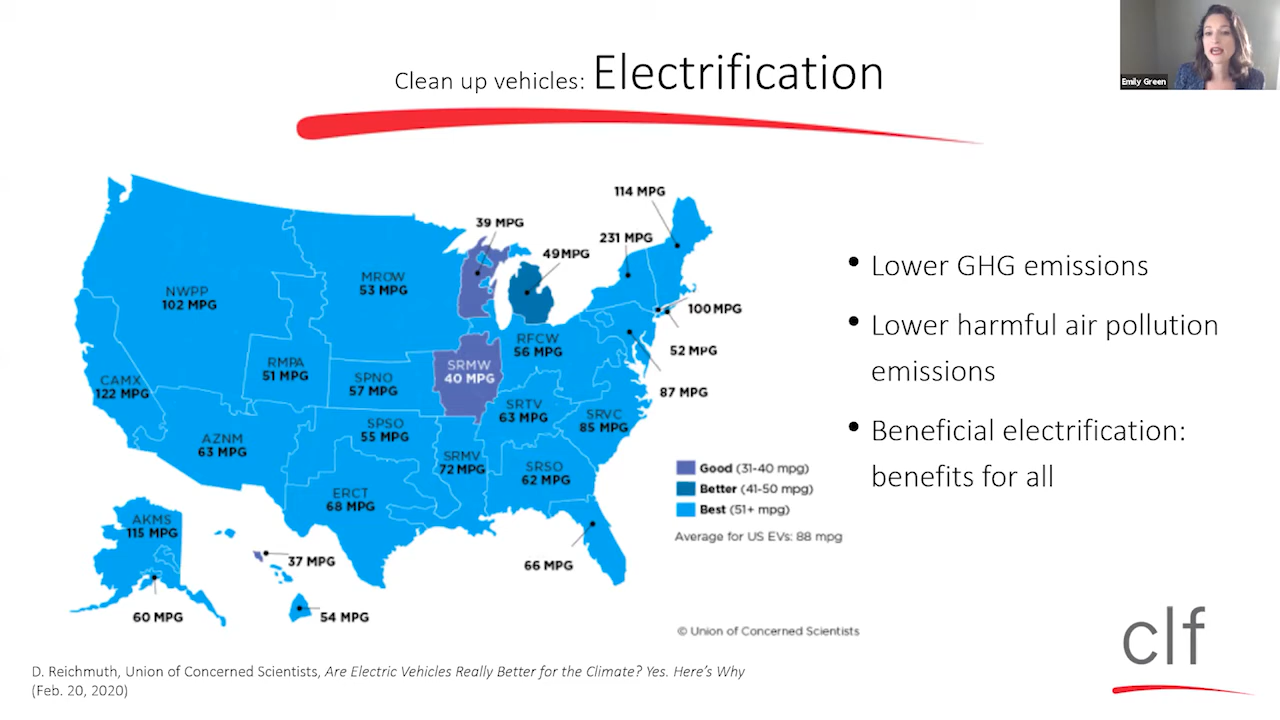 Emily Green
Clean up vehicles: Electrification
114 MPG
39 MPG
231 MPG
49MPG
MROW
53 MPG
NWPP
102 MPG
100 MPG
RFCW
56 MPG
52 MPG
RMPA
51 MPG
SRMW
40 MPG
SPNO
57 MPG
CAMX
122 MPG
87 MPG
SRTV
63 MPG
SRVC
85 MPG
SPSO
55 MPG
AZNM
63 MPG
SRMV
72 MPG
SRSO
62 MPG
ERCT
68 MPG
AKMS
115 MPG
37 MPG
66 MPG
60 MPG
54 MPG
Good (31-40 mpg)
Better (41-50 mpg)
Best (51+ mpg)
Average for US EVs: 88 mpg
© Union of Concerned Scientists
• Lower GHG emissions
• Lower harmful air pollution
emissions
• Beneficial electrification:
benefits for all
clf
D. Reichmuth, Union of Concerned Scientists, Are Electric Vehicles Really Better for the Climate? Yes. Here's Why
(Feb. 20, 2020)